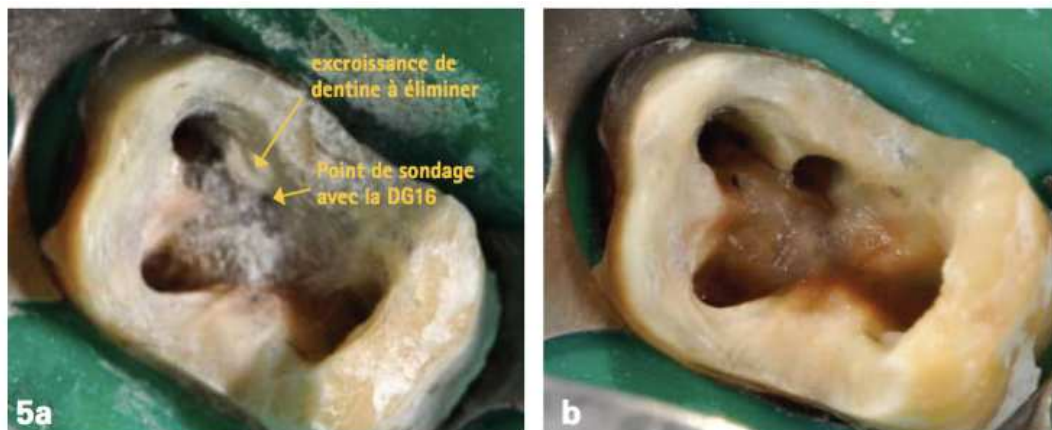 excroissance de
dentine à éliminer
Point de sondage
avec la DG16
5a
b